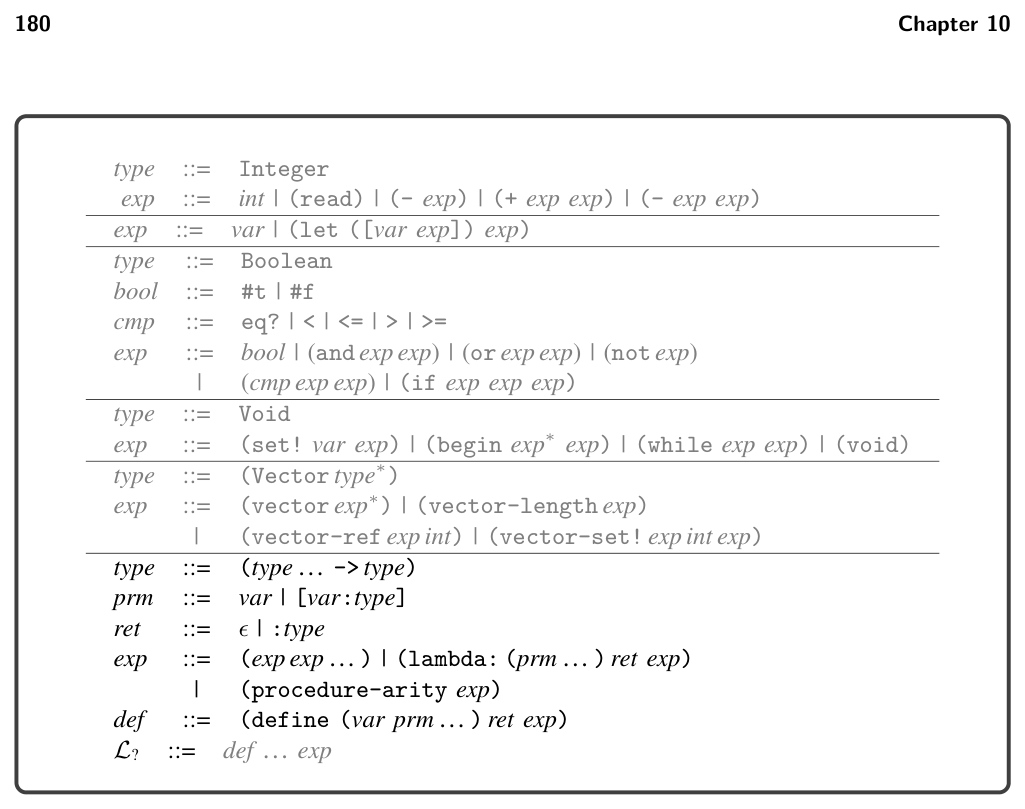 180 Chapter 10
type ::= Integer
exp ::= int | (read) | (- exp) | (+ exp exp) | (- exp exp)
exp ::= var | (let ([var exp]) exp)
type ::= Boolean
bool ::= #t | #f
cmp ::= eq? | < | <= | > | >=
exp ::= bool | (and exp exp) | (or exp exp) | (not exp)
| (cmp exp exp) | (if exp exp exp)
type ::= Void
exp ::= (set! var exp) | (begin exp* exp) | (while exp exp) | (void)
type ::= (Vector type*)
exp ::= (vector exp*) | (vector-length exp)
| (vector-ref exp int) | (vector-set! exp int exp)
type ::= (type ... -> type)
prm ::= var | [var:type]
ret ::= ϵ | :type
exp ::= (exp exp ...) | (lambda: (prm ...) ret exp)
| (procedure-arity exp)
def ::= (define (var prm ...) ret exp)
ℒ? ::= def ... exp